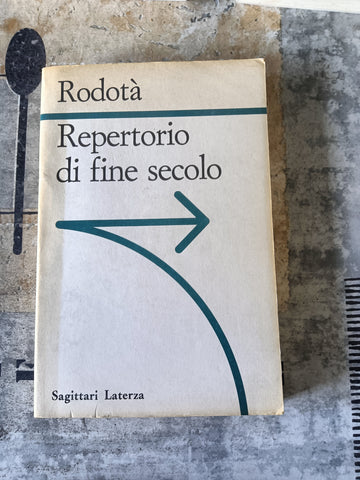 Rodotà
Repertorio
di fine secolo
Sagittari Laterza